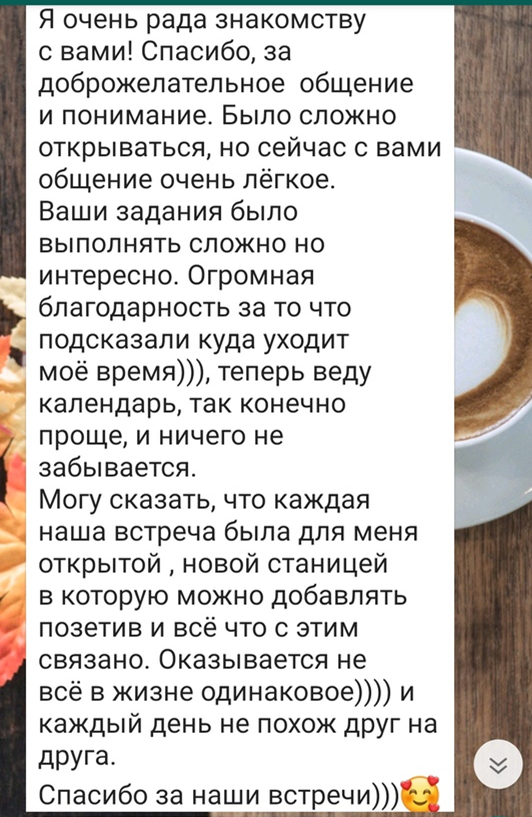 Я очень рада знакомству
с вами! Спасибо, за
доброжелательное  общение
и понимание. Было сложно
открываться, но сейчас с вами
общение очень лёгкое.
Ваши задания было
выполнять сложно но
интересно. Огромная
благодарность за то что
подсказали куда уходит
моё время))), теперь веду
календарь, так конечно
проще, и ничего не
забывается.
Могу сказать, что каждая
наша встреча была для меня
открытой , новой станицей
в которую можно добавлять
позетив и всё что с этим
связано. Оказывается не
всё в жизне одинаковое)))) и
каждый день не похож друг на
друга.
Спасибо за наши встречи)))🥰